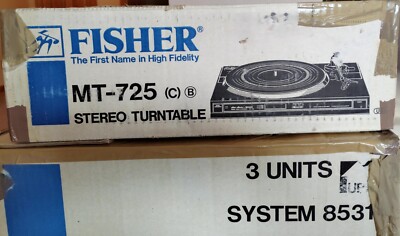 FISHER®
The First Name in High Fidelity
MT-725 (C) Ⓑ
STEREO TURNTABLE
3 UNITS
SYSTEM 8531